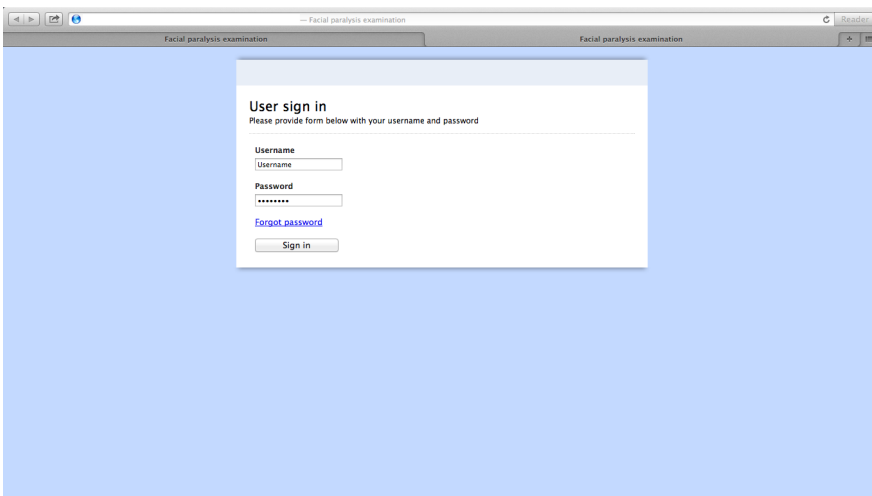 — Facial paralysis examination
Reader
Facial paralysis examination
Facial paralysis examination
User sign in
Please provide form below with your username and password
Username
Username
Password
••••••••
Forgot password
Sign in